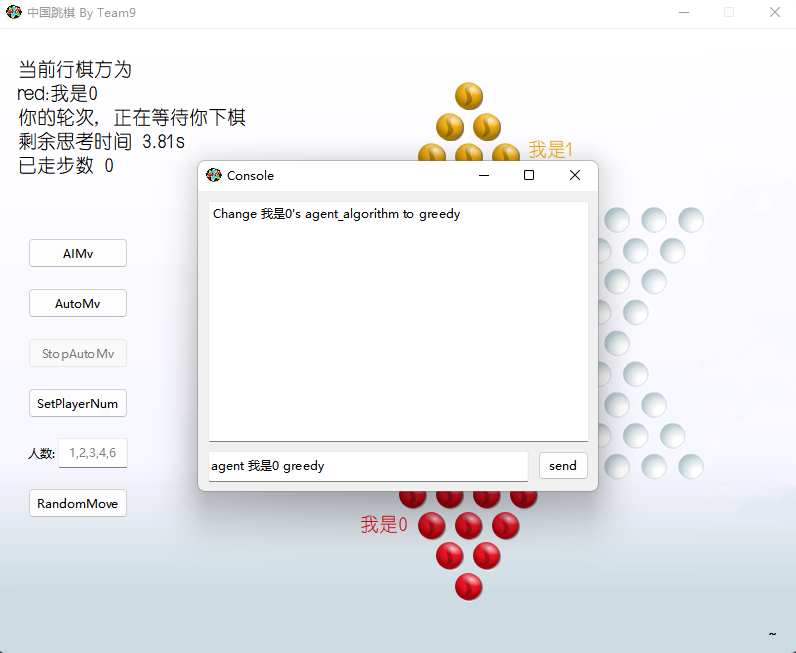 中国跳棋 By Team9
当前行棋方为
red:我是0
你的轮次，正在等待你下棋
剩余思考时间 3.81s
已走步数 0
我是1
Console
Change 我是0's agent_algorithm to greedy
AIMv
AutoMv
StopAutoMv
SetPlayerNum
人数: 1,2,3,4,6
RandomMove
agent 我是0 greedy
send
我是0
~